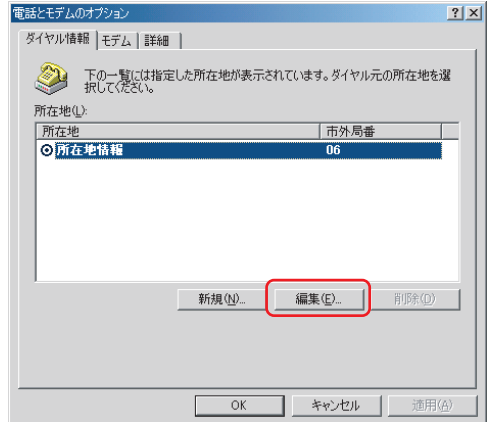 電話とモデムのオプション
ダイヤル情報 モデム 詳細
下の一覧には指定した所在地が表示されています。ダイヤル元の所在地を選
択してください。
所在地(L):
所在地 市外局番
所在地情報 06
新規(N)... 編集(E)... 削除(D)
OK キャンセル 適用(A)